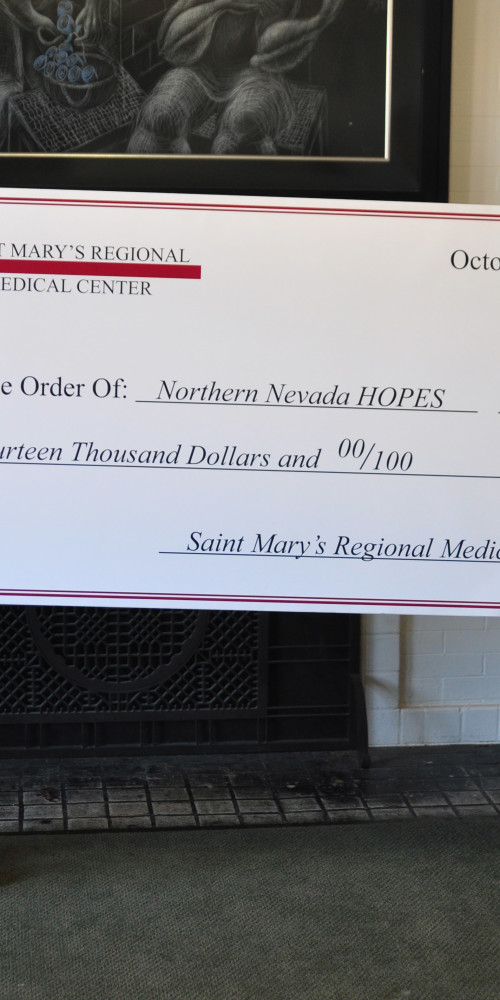 T MARY'S REGIONAL
EDICAL CENTER
Octo
e Order Of: Northern Nevada HOPES
urteen Thousand Dollars and 00/100
Saint Mary's Regional Medic